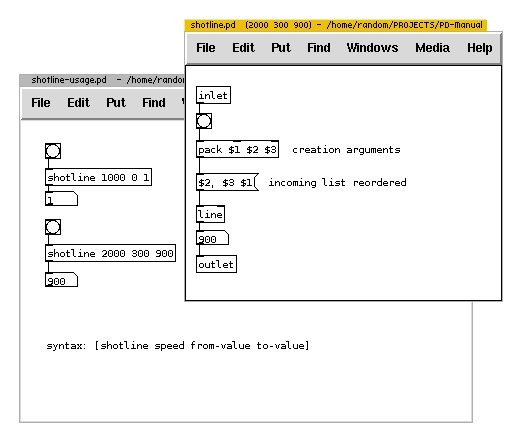 shotline.pd (2000 300 900) - /home/random/PROJECTS/PD-Manual
File Edit Put Find Windows Media Help
inlet
pack $1 $2 $3 creation arguments
$2, $3 $1 incoming list reordered
line
900
outlet
shotline-usage.pd - /home/random
File Edit Put Find
shotline 1000 0 1
1
shotline 2000 300 900
900
syntax: [shotline speed from-value to-value]